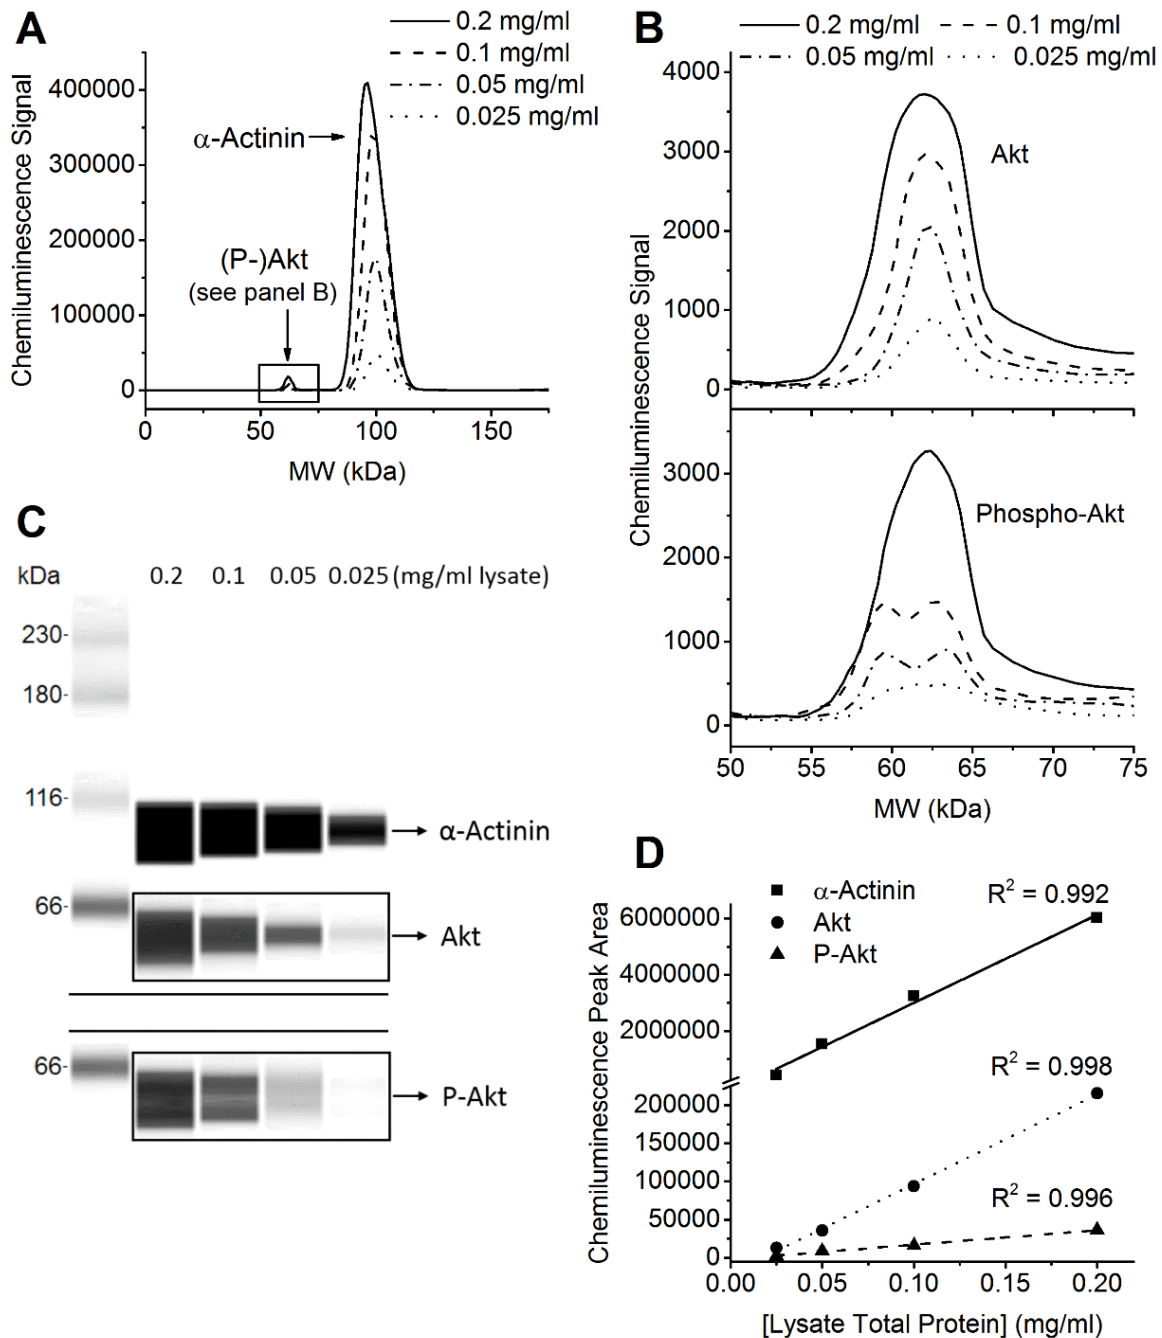 A
0.2 mg/ml
0.1 mg/ml
0.05 mg/ml
0.025 mg/ml
Chemiluminescence Signal
400000
300000
200000
100000
0
α-Actinin
(P-)Akt
(see panel B)
0 50 100 150
MW (kDa)
B
0.2 mg/ml 0.1 mg/ml
0.05 mg/ml 0.025 mg/ml
Chemiluminescence Signal
4000
3000
2000
1000
0
Akt
3000
2000
1000
0
Phospho-Akt
50 55 60 65 70 75
MW (kDa)
C
kDa 0.2 0.1 0.05 0.025 (mg/ml lysate)
230-
180-
116-
α-Actinin
66-
Akt
66-
P-Akt
D
α-Actinin
Akt
P-Akt
R² = 0.992
R² = 0.998
R² = 0.996
Chemiluminescence Peak Area
6000000
4000000
2000000
200000
150000
100000
50000
0
0.00 0.05 0.10 0.15 0.20
[Lysate Total Protein] (mg/ml)